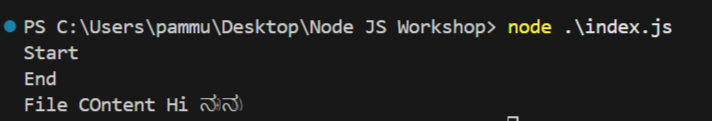 PS C:\Users\pammu\Desktop\Node JS Workshop> node .\index.js
Start
End
File COntent Hi